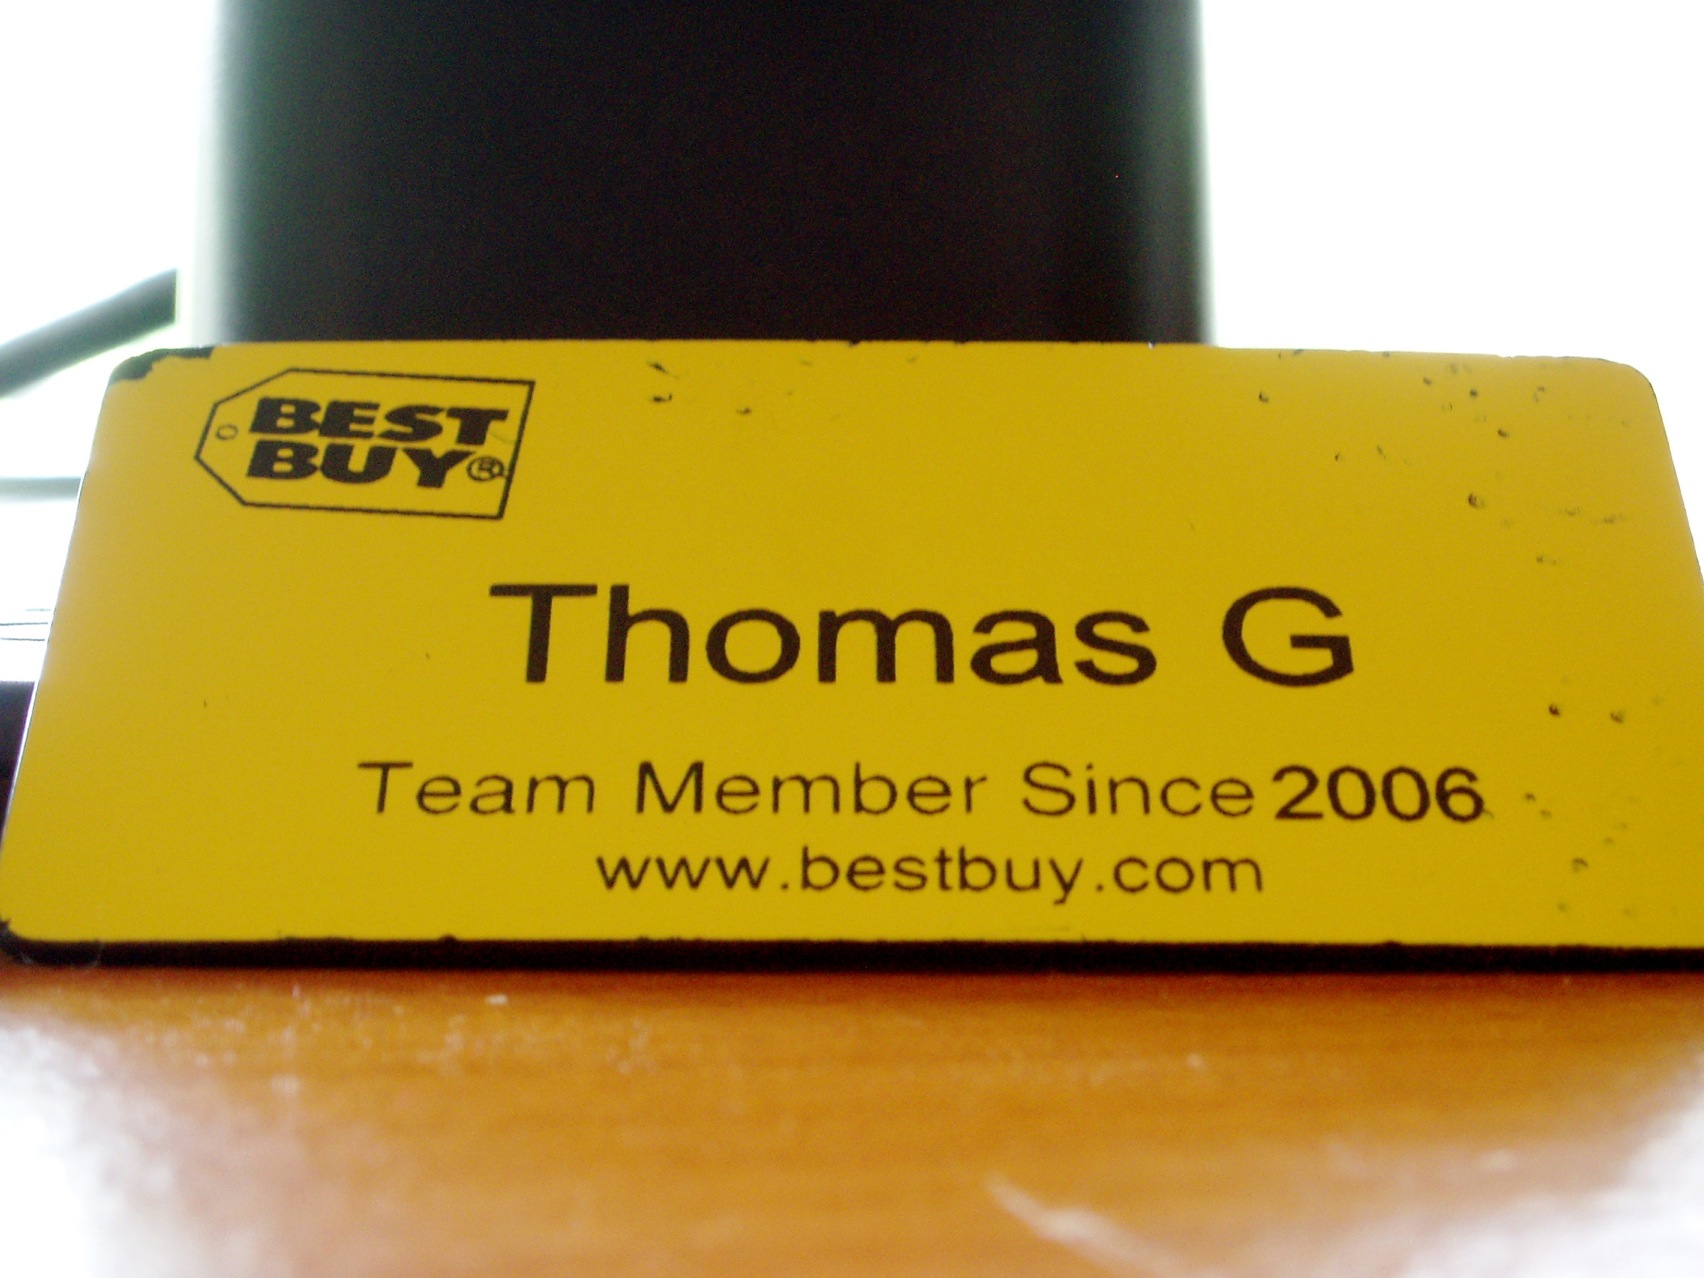 BEST
BUY®
Thomas G
Team Member Since 2006
www.bestbuy.com